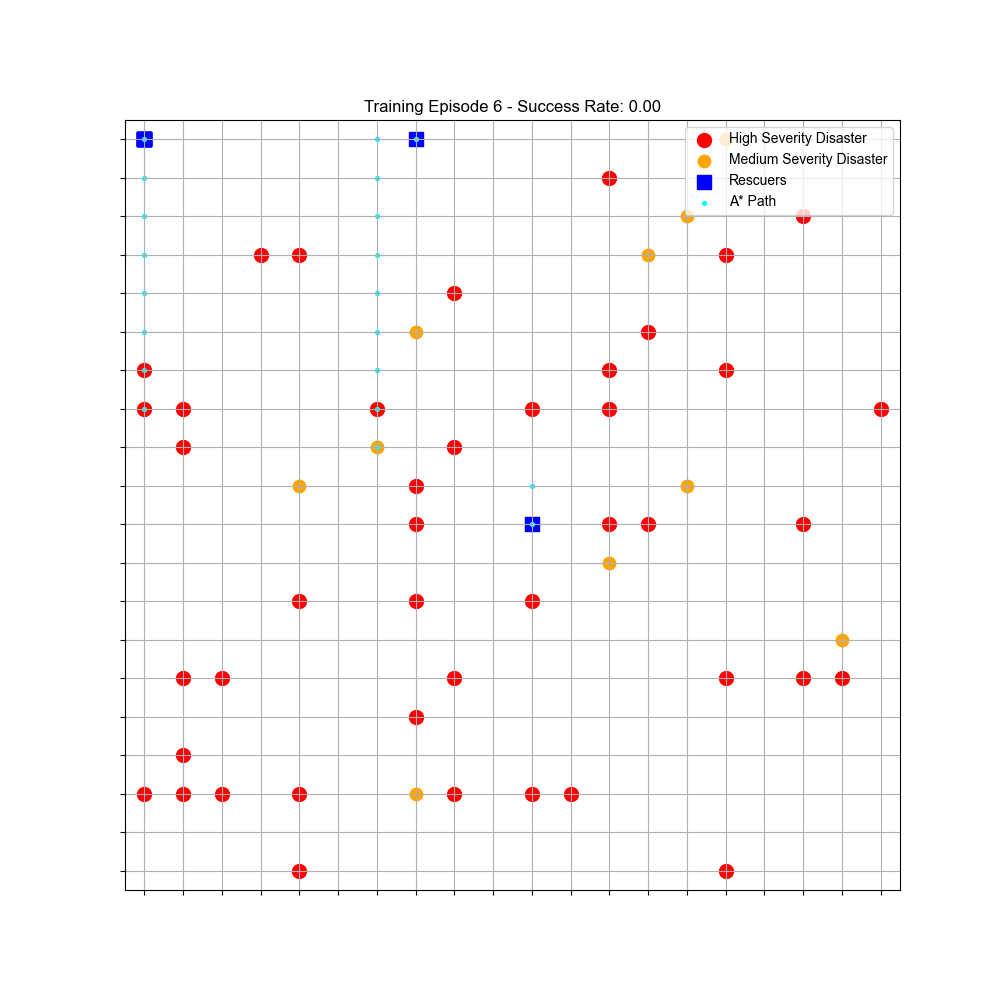 Training Episode 6 - Success Rate: 0.00
High Severity Disaster
Medium Severity Disaster
Rescuers
A* Path